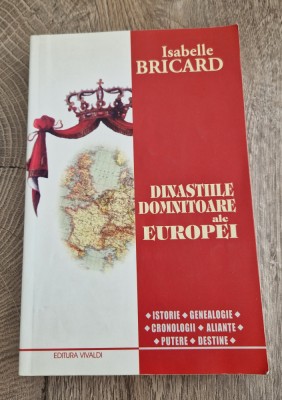 Isabelle
BRICARD
DINASTIILE
DOMNITOARE
ale
EUROPEI
◆ ISTORIE ◆ GENEALOGIE ◆
◆ CRONOLOGII ◆ ALIANȚE ◆
◆ PUTERE ◆ DESTINE ◆
EDITURA VIVALDI